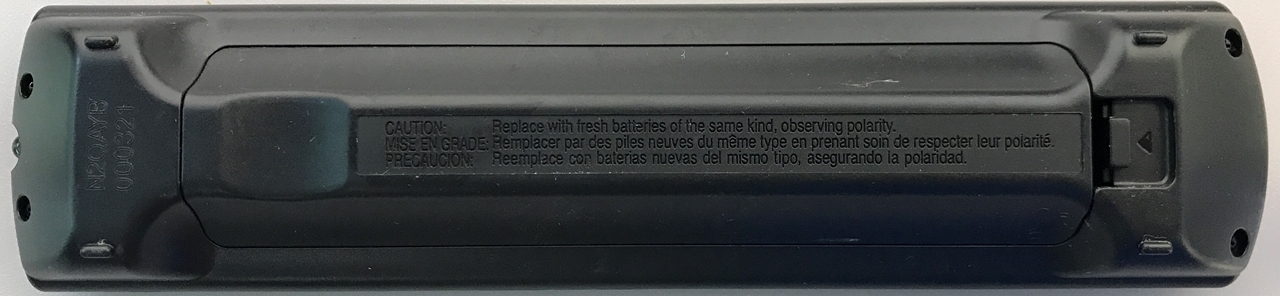 N2QAYB
000321
CAUTION: Replace with fresh batteries of the same kind, observing polarity.
MISE EN GRADE: Remplacer par des piles neuves du même type en prenant soin de respecter leur polarité.
PRECAUCION: Reemplace con baterias nuevas del mismo tipo, asegurando la polaridad.